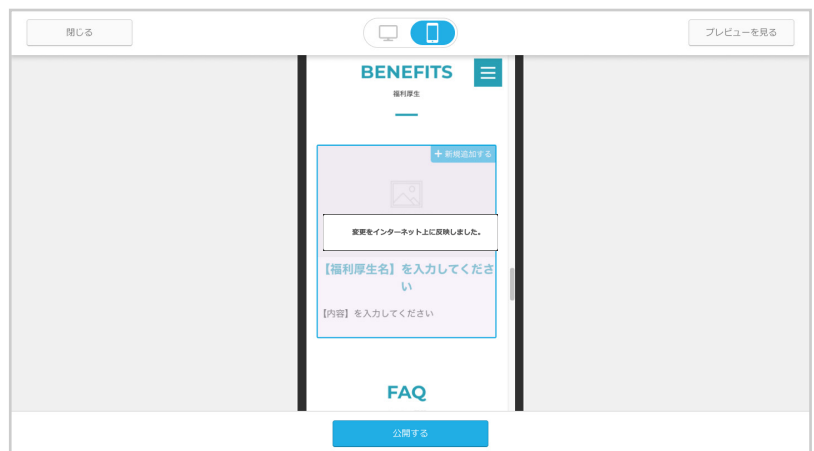 閉じる
プレビューを見る
BENEFITS
福利厚生
+ 新規追加する
変更をインターネット上に反映しました。
【福利厚生名】を入力してくださ
い
【内容】を入力してください
FAQ
公開する